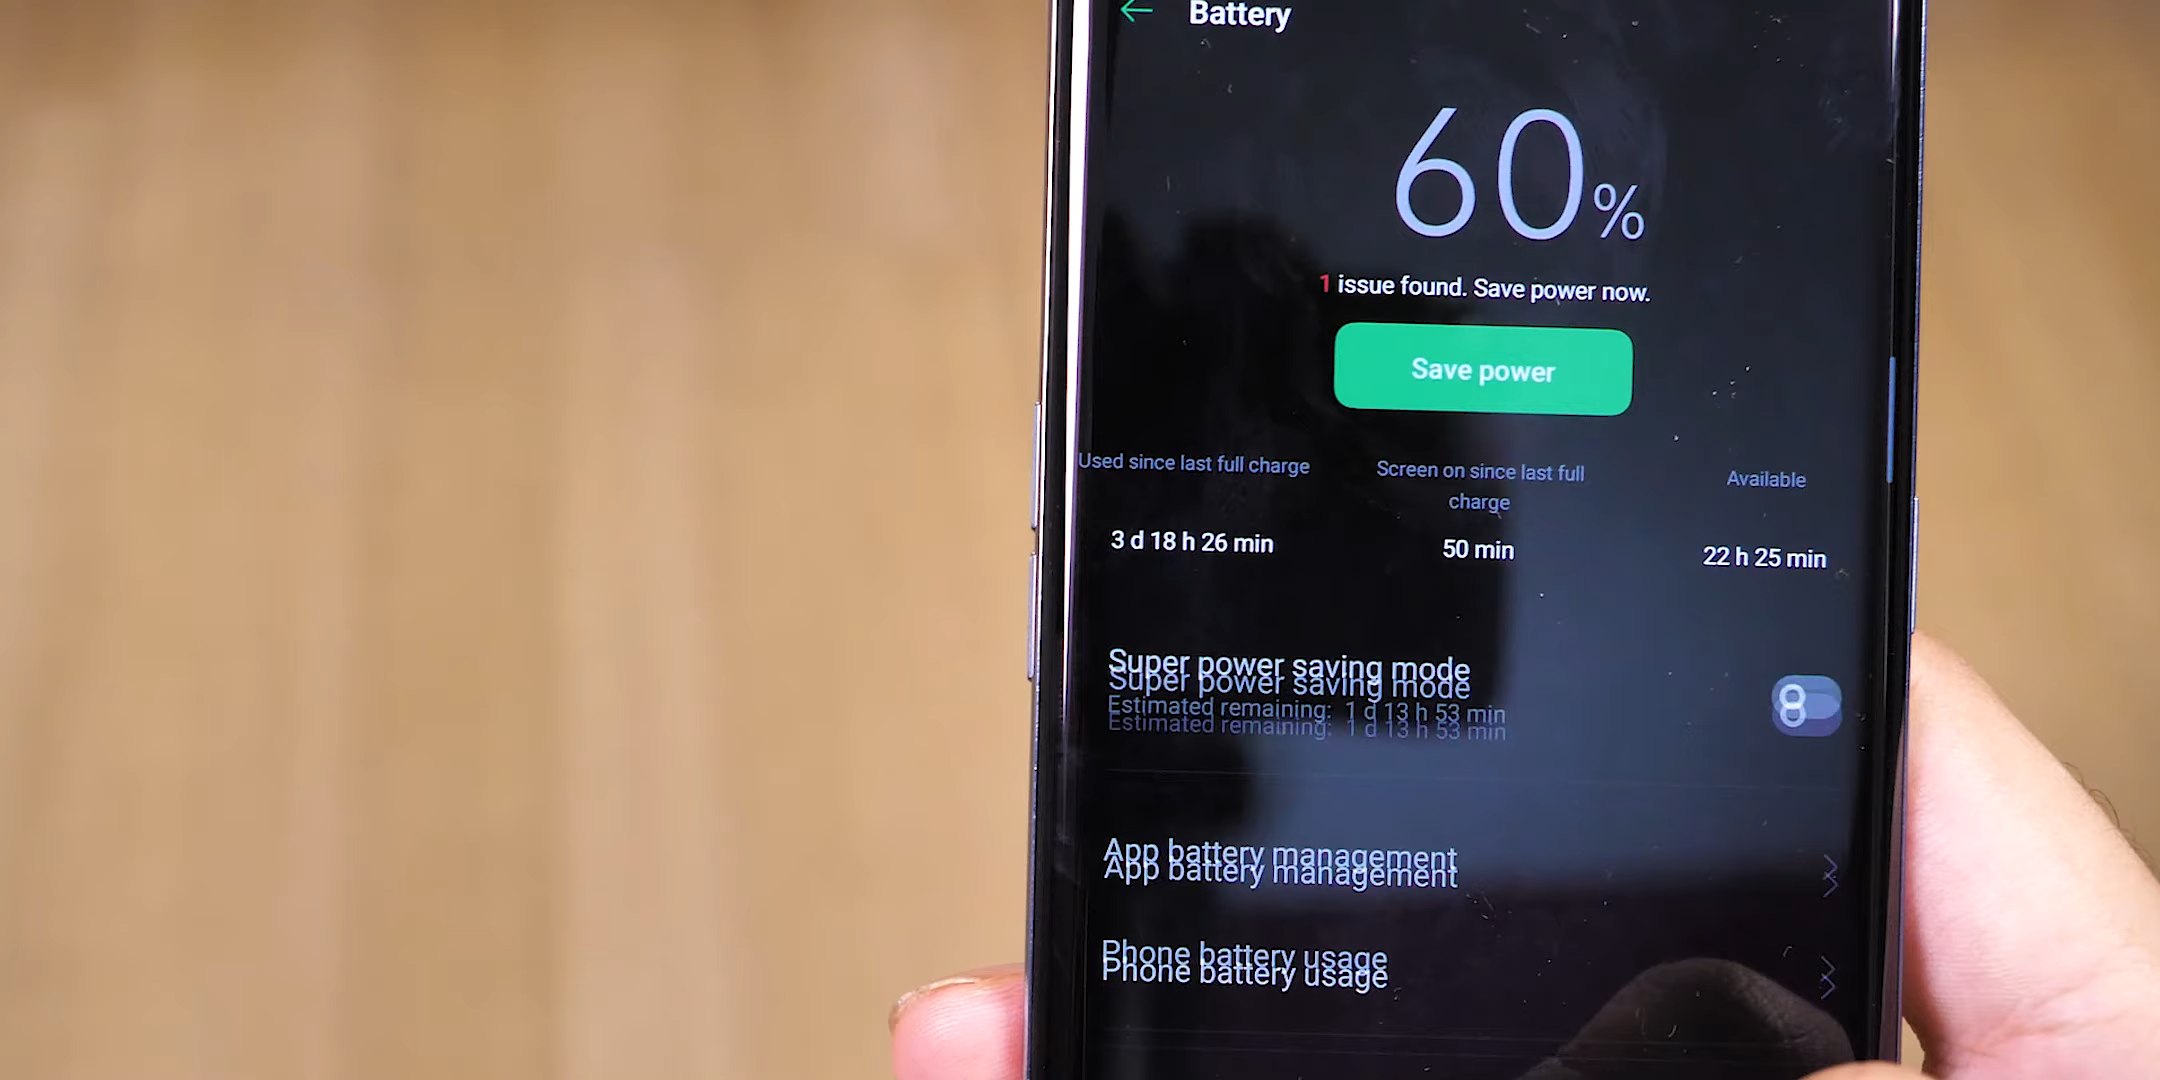 Battery
60%
1 issue found. Save power now.
Save power
Used since last full charge
Screen on since last full
charge
Available
3 d 18 h 26 min
50 min
22 h 25 min
Super power saving mode
Super power saving mode
Estimated remaining: 1 d 13 h 53 min
Estimated remaining: 1 d 13 h 53 min
App battery management
App battery management
Phone battery usage
Phone battery usage